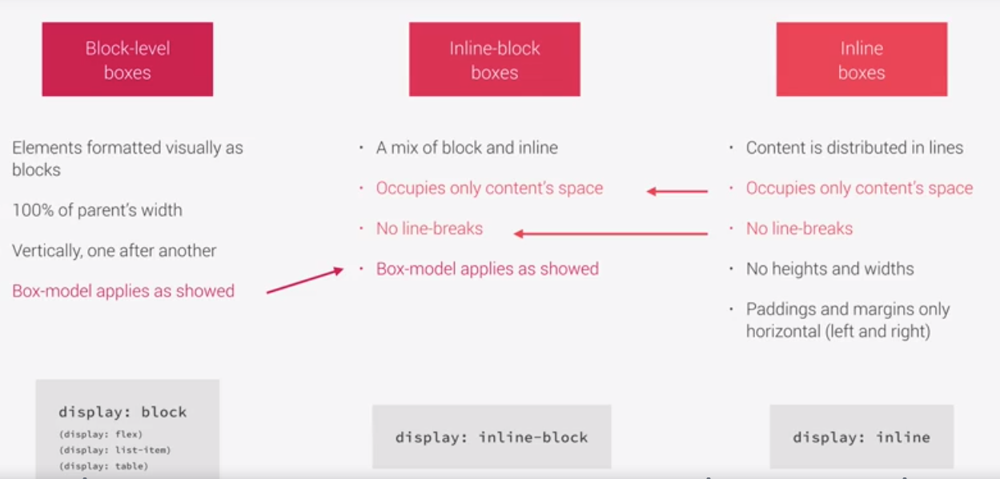 Block-level
boxes
Elements formatted visually as
blocks
100% of parent's width
Vertically, one after another
Box-model applies as showed
display: block
(display: flex)
(display: list-item)
(display: table)
Inline-block
boxes
· A mix of block and inline
· Occupies only content's space
· No line-breaks
· Box-model applies as showed
display: inline-block
Inline
boxes
· Content is distributed in lines
· Occupies only content's space
· No line-breaks
· No heights and widths
· Paddings and margins only
horizontal (left and right)
display: inline